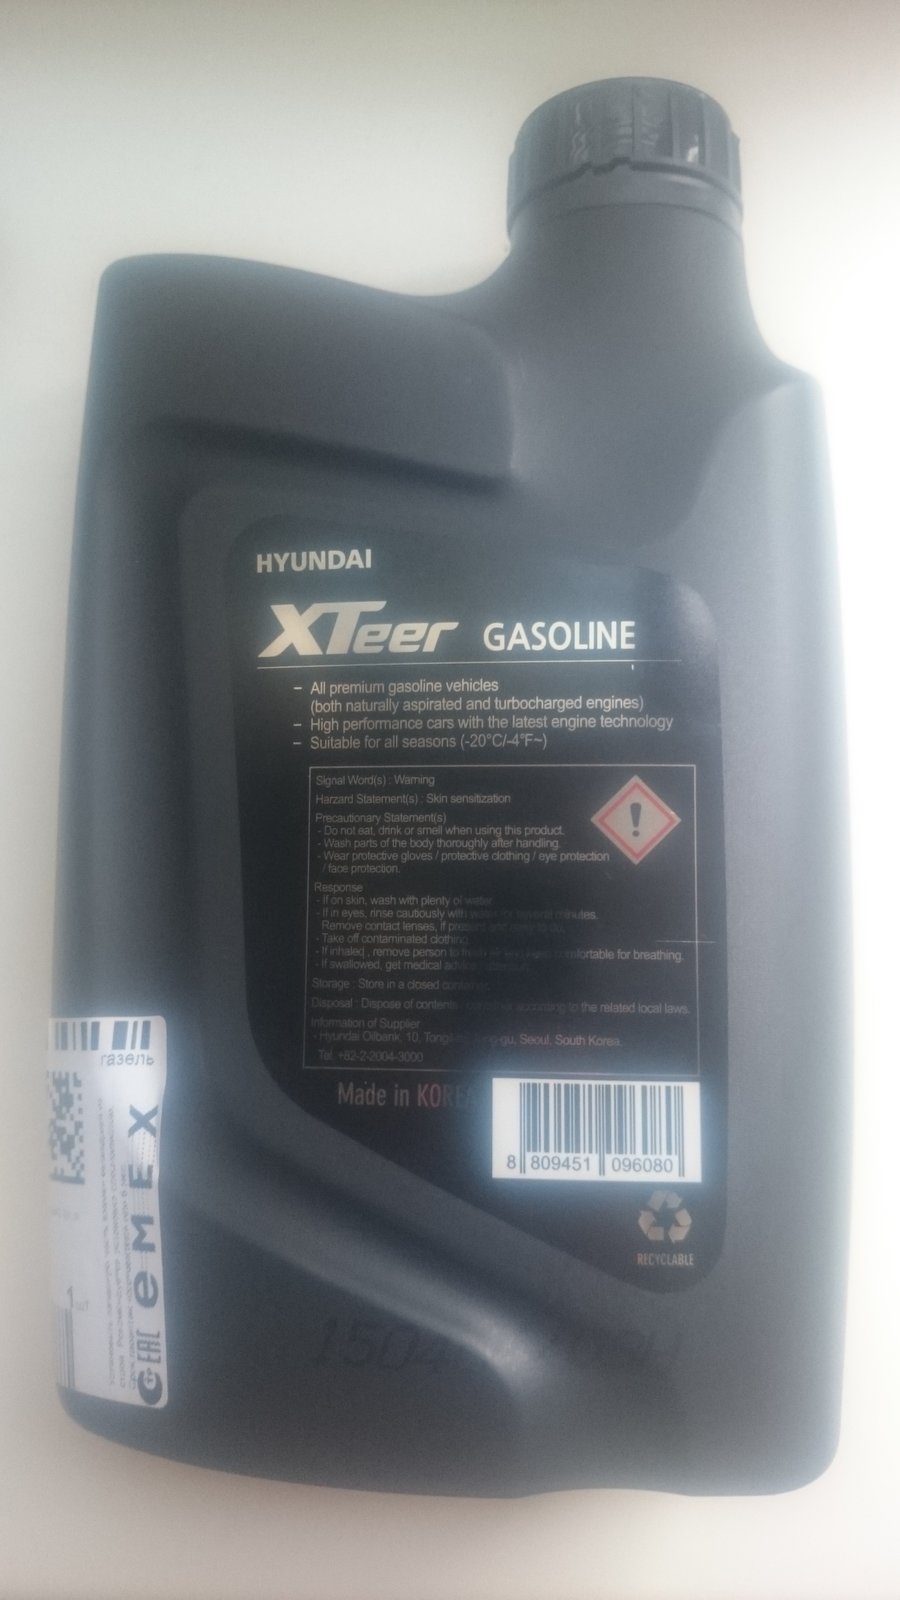 HYUNDAI
XTeer GASOLINE
– All premium gasoline vehicles
(both naturally aspirated and turbocharged engines)
– High performance cars with the latest engine technology
– Suitable for all seasons (-20°C/-4°F~)
Signal Word(s) : Warning
Harzard Statement(s) : Skin sensitization
Precautionary Statement(s)
- Do not eat, drink or smell when using this product.
- Wash parts of the body thoroughly after handling.
- Wear protective gloves / protective clothing / eye protection
/ face protection.
Response
- If on skin, wash with plenty of water.
- If in eyes, rinse cautiously with water for several minutes.
Remove contact lenses, if present and easy to do.
- Take off contaminated clothing.
- If inhaled , remove person to fresh air and keep comfortable for breathing.
- If swallowed, get medical advice
Storage : Store in a closed container.
Disposal : Dispose of contents / container according to the related local laws.
Information of Supplier
- Hyundai Oilbank, 10, Seoul, South Korea.
Tel. +82-2-2004-3000
Made in KOREA
8 809451 096080
RECYCLABLE
газель
emex
1 шт
EAC